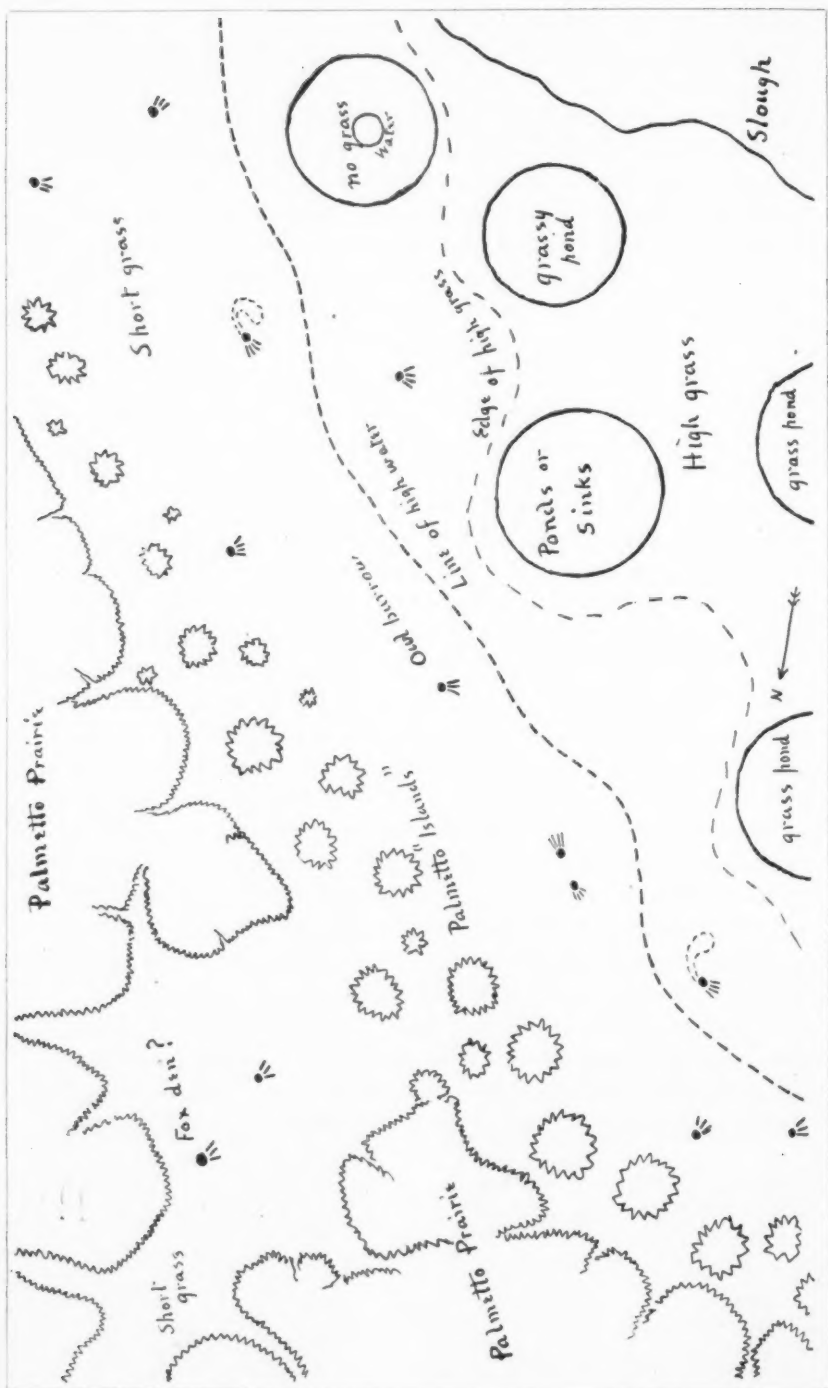 Palmetto Prairie
Short grass
no grass
Water
Slough
grassy
pond
Edge of high grass
Line of high water
Owl burrow
Ponds or
Sinks
High grass
grass pond
N
grass pond
Palmetto
"Islands"
Fox den?
Short
grass
Palmetto Prairie